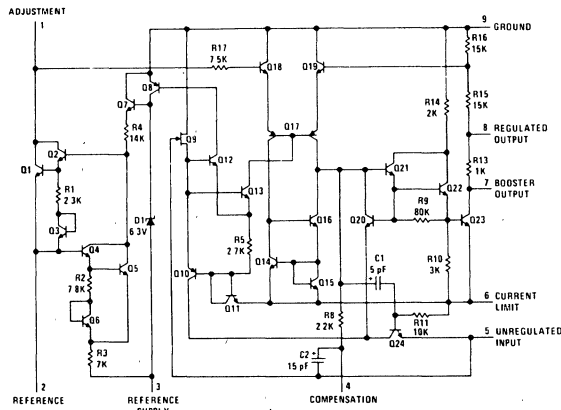 ADJUSTMENT
1
9
GROUND
R16
15K
R17
7.5K
Q18
Q19
Q8
Q7
R4
14K
R14
2K
R15
15K
8
REGULATED
OUTPUT
Q17
Q9
Q2
Q1
Q12
Q13
Q21
R13
1K
7
BOOSTER
OUTPUT
R1
2.3K
Q3
D1
6.3V
Q22
R9
80K
Q16
Q20
Q23
Q4
Q5
R5
2.7K
R2
7.8K
Q10
Q14
Q15
R10
3K
C1
5 pF
Q6
Q11
6
CURRENT
LIMIT
R8
2.2K
R11
10K
5
UNREGULATED
INPUT
Q24
R3
7K
C2
15 pF
2
3
4
REFERENCE
REFERENCE
COMPENSATION